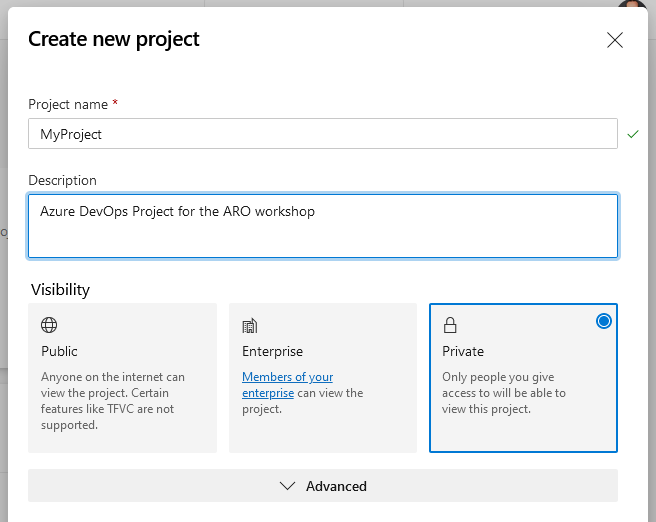 Create new project
Project name *
MyProject
Description
Azure DevOps Project for the ARO workshop
Visibility
Public
Anyone on the internet can
view the project. Certain
features like TFVC are not
supported.
Enterprise
Members of your
enterprise can view the
project.
Private
Only people you give
access to will be able to
view this project.
Advanced